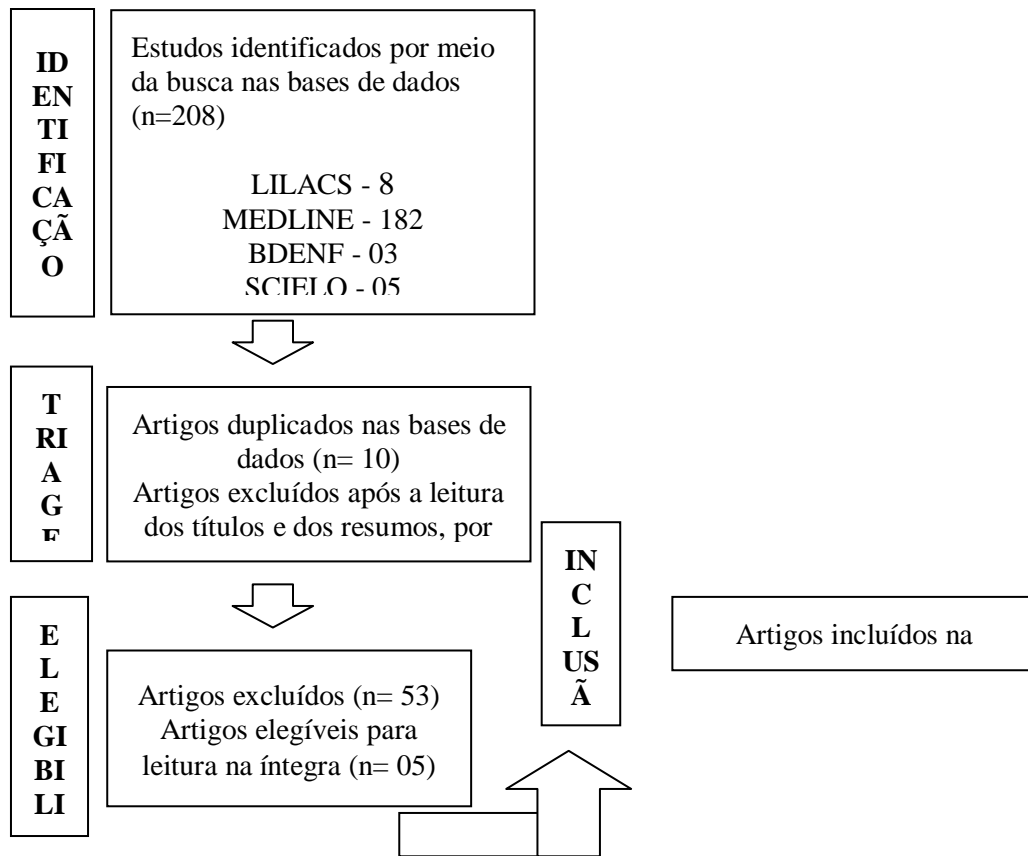 ID
EN
TI
FI
CA
ÇÃ
O
Estudos identificados por meio
da busca nas bases de dados
(n=208)
LILACS - 8
MEDLINE - 182
BDENF - 03
SCIELO - 05
T
RI
A
G
E
Artigos duplicados nas bases de
dados (n= 10)
Artigos excluídos após a leitura
dos títulos e dos resumos, por
E
L
E
GI
BI
LI
Artigos excluídos (n= 53)
Artigos elegíveis para
leitura na íntegra (n= 05)
IN
C
L
US
Ã
Artigos incluídos na